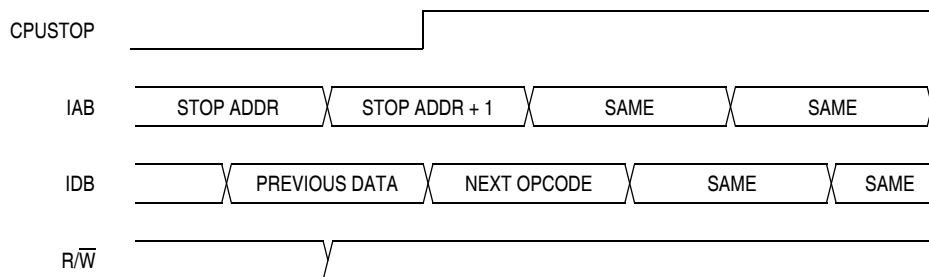 CPUSTOP
IAB STOP ADDR STOP ADDR + 1 SAME SAME
IDB PREVIOUS DATA NEXT OPCODE SAME SAME
R/W̅